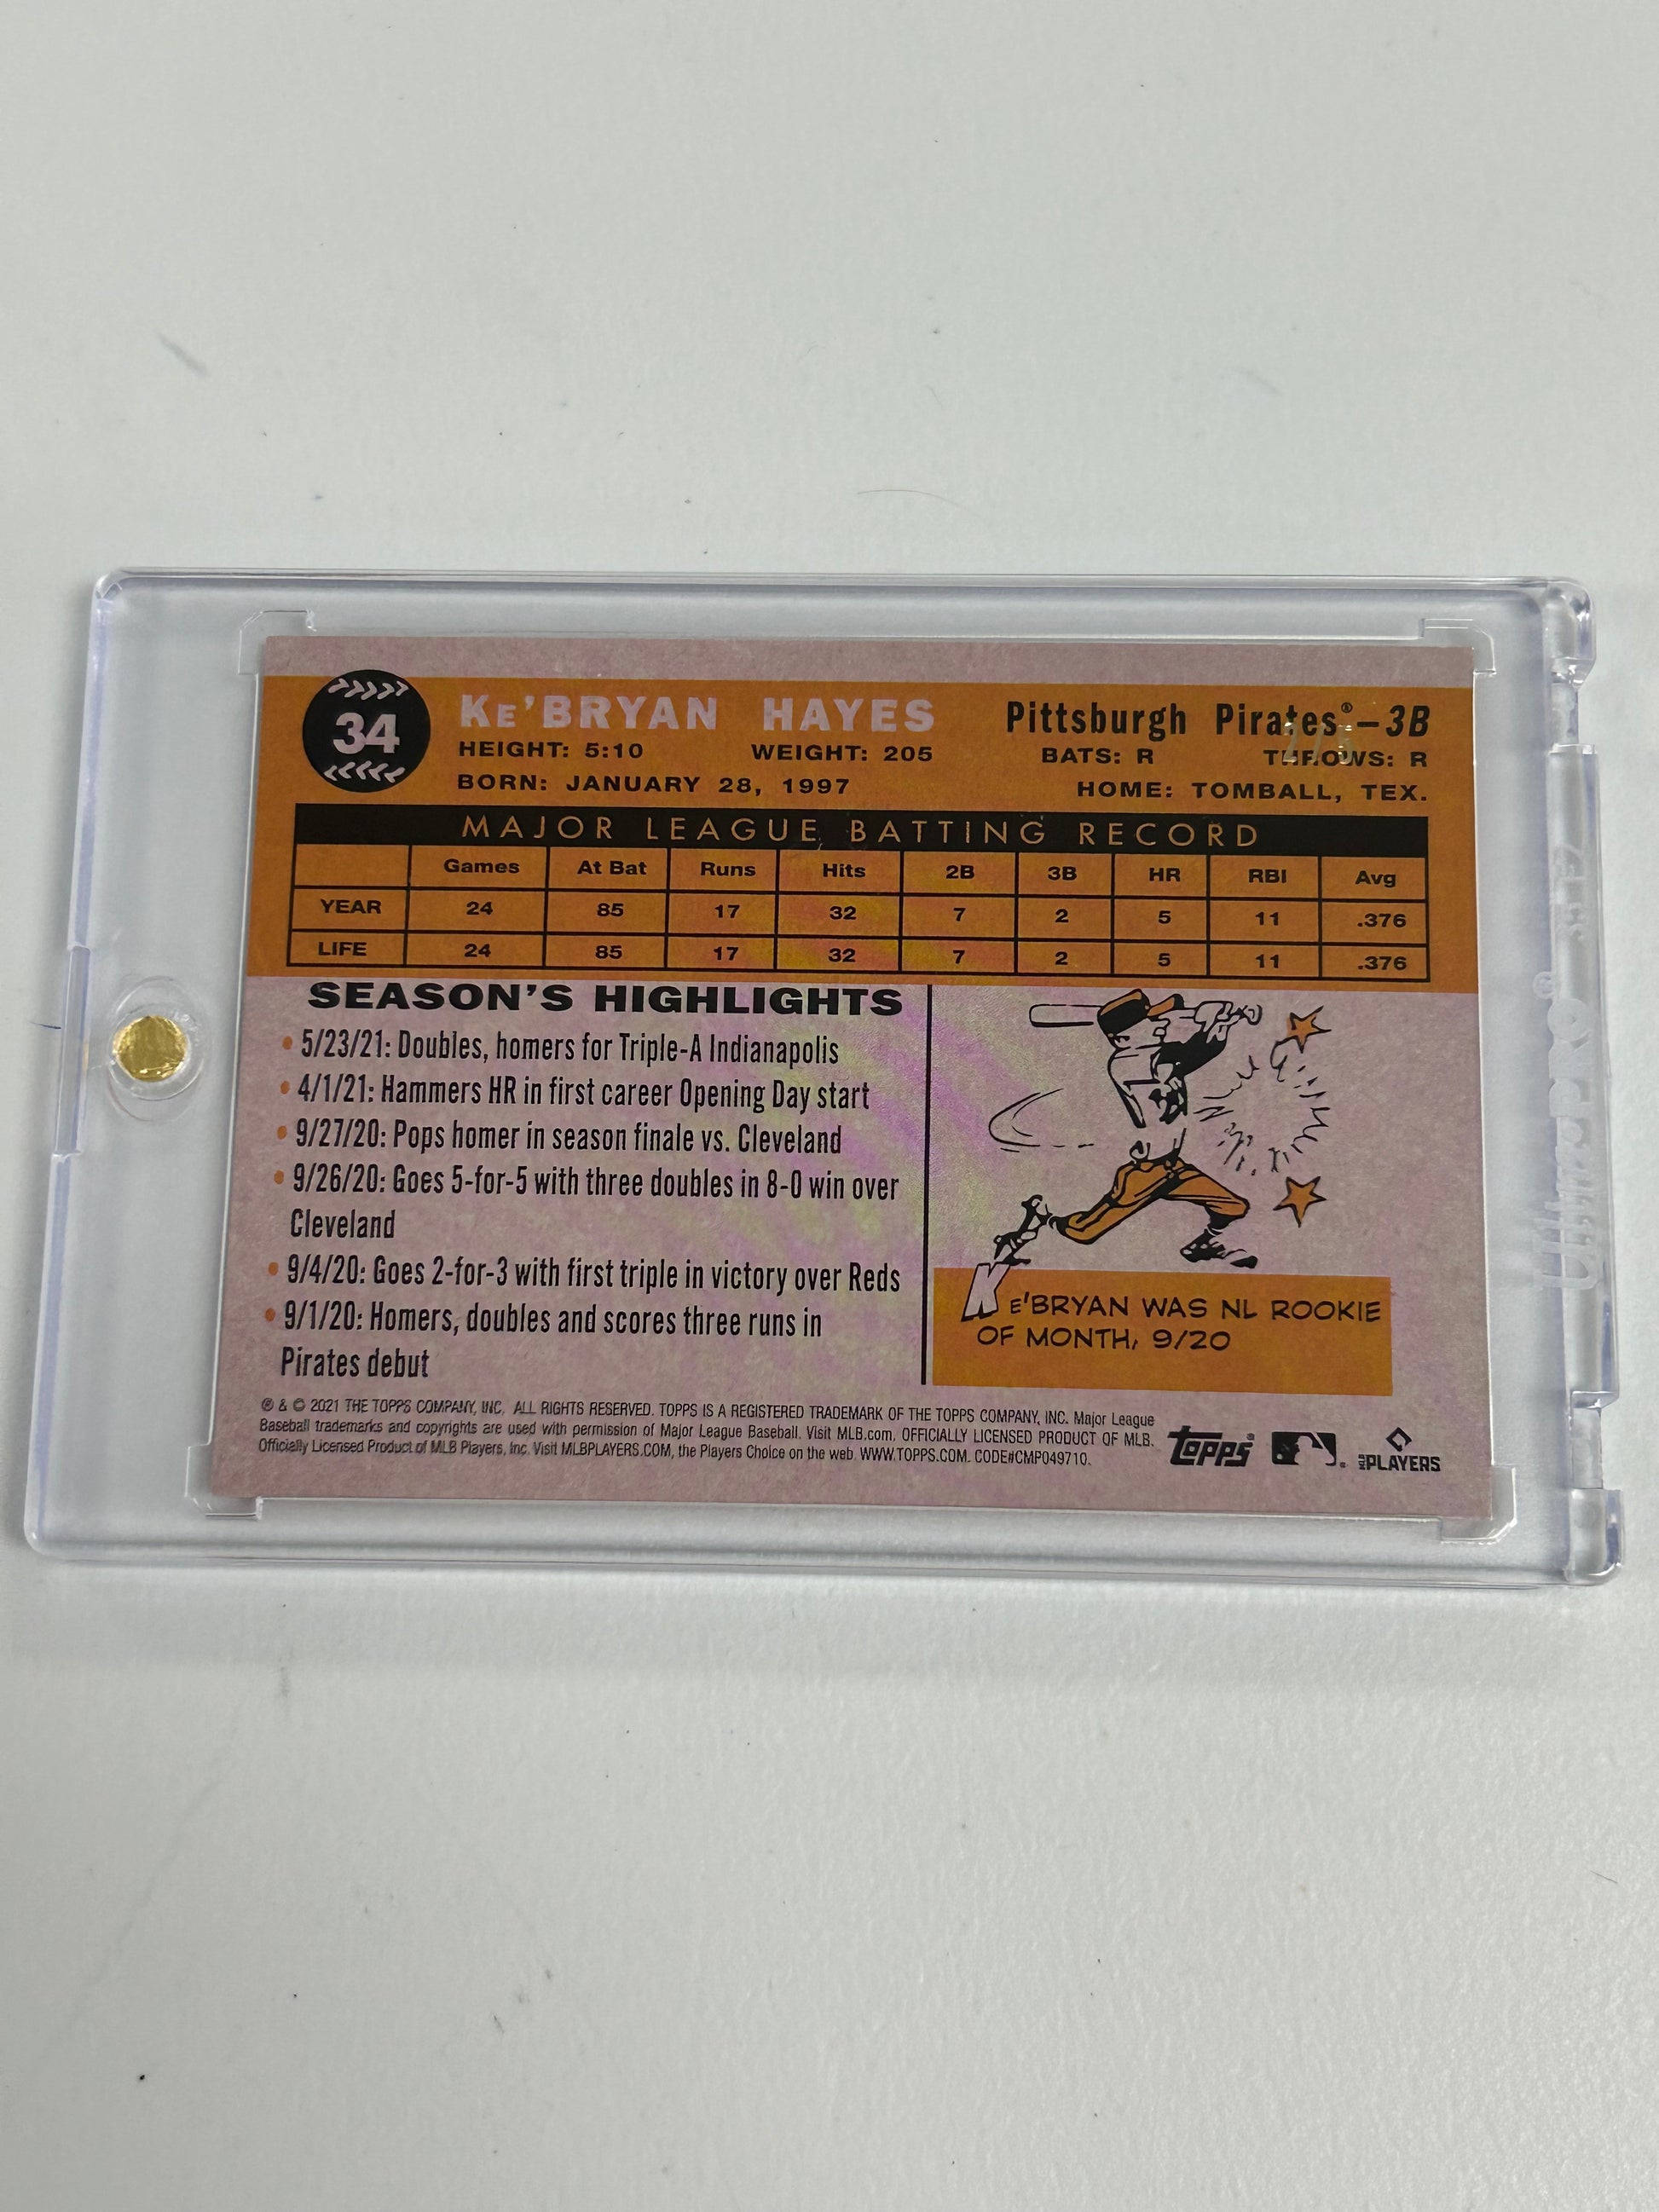 34
KE'BRYAN HAYES
Pittsburgh Pirates®–3B
HEIGHT: 5:10 WEIGHT: 205 BATS: R THROWS: R
BORN: JANUARY 28, 1997 HOME: TOMBALL, TEX.
MAJOR LEAGUE BATTING RECORD
Games At Bat Runs Hits 2B 3B HR RBI Avg
YEAR 24 85 17 32 7 2 5 11 .376
LIFE 24 85 17 32 7 2 5 11 .376
SEASON'S HIGHLIGHTS
• 5/23/21: Doubles, homers for Triple-A Indianapolis
• 4/1/21: Hammers HR in first career Opening Day start
• 9/27/20: Pops homer in season finale vs. Cleveland
• 9/26/20: Goes 5-for-5 with three doubles in 8-0 win over
Cleveland
• 9/4/20: Goes 2-for-3 with first triple in victory over Reds
• 9/1/20: Homers, doubles and scores three runs in
Pirates debut
KE'BRYAN WAS NL ROOKIE
OF MONTH, 9/20
® & © 2021 THE TOPPS COMPANY, INC. ALL RIGHTS RESERVED. TOPPS IS A REGISTERED TRADEMARK OF THE TOPPS COMPANY, INC. Major League
Baseball trademarks and copyrights are used with permission of Major League Baseball. Visit MLB.com. OFFICIALLY LICENSED PRODUCT OF MLB.
Officially Licensed Product of MLB Players, Inc. Visit MLBPLAYERS.COM, the Players Choice on the web. WWW.TOPPS.COM. CODE#CMP049710.
topps
MLB PLAYERS
Ultra PRO®